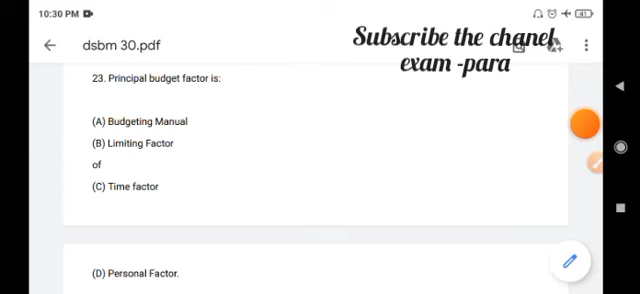 10:30 PM
41
dsbm 30.pdf
Subscribe the chanel
exam -para
23. Principal budget factor is:
(A) Budgeting Manual
(B) Limiting Factor
of
(C) Time factor
(D) Personal Factor.